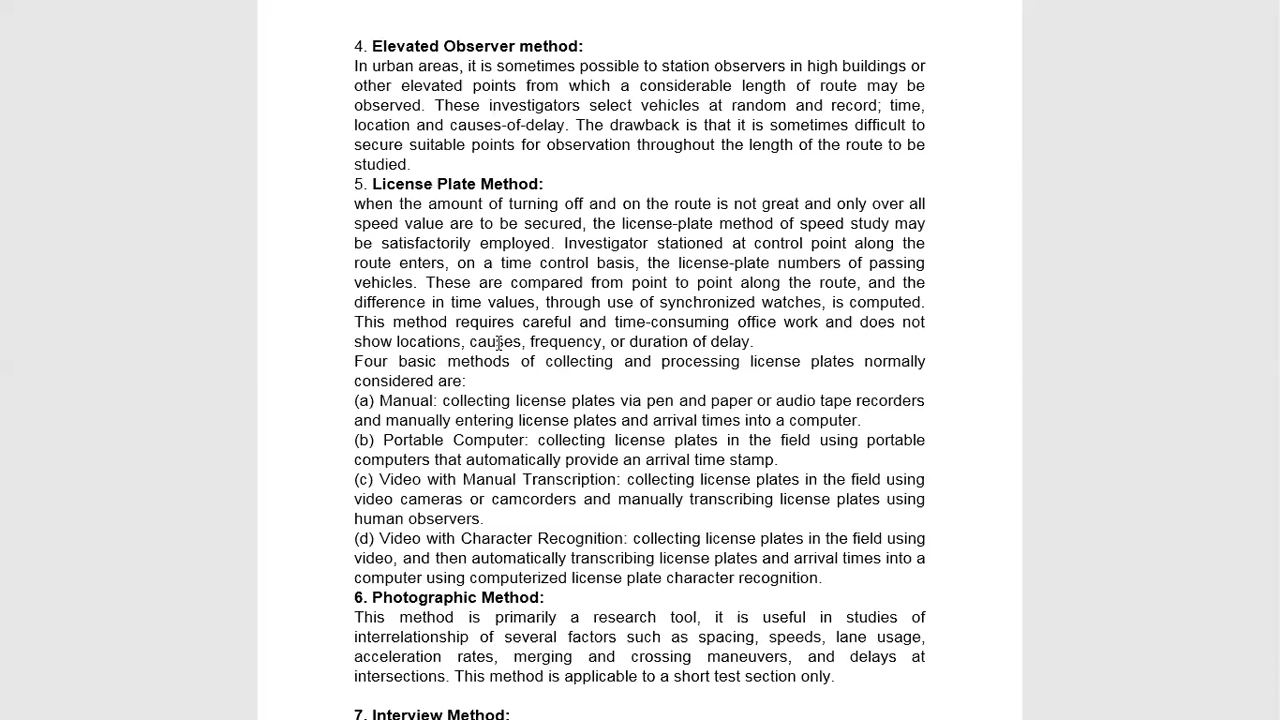 4. Elevated Observer method:
In urban areas, it is sometimes possible to station observers in high buildings or
other elevated points from which a considerable length of route may be
observed. These investigators select vehicles at random and record; time,
location and causes-of-delay. The drawback is that it is sometimes difficult to
secure suitable points for observation throughout the length of the route to be
studied.
5. License Plate Method:
when the amount of turning off and on the route is not great and only over all
speed value are to be secured, the license-plate method of speed study may
be satisfactorily employed. Investigator stationed at control point along the
route enters, on a time control basis, the license-plate numbers of passing
vehicles. These are compared from point to point along the route, and the
difference in time values, through use of synchronized watches, is computed.
This method requires careful and time-consuming office work and does not
show locations, causes, frequency, or duration of delay.
Four basic methods of collecting and processing license plates normally
considered are:
(a) Manual: collecting license plates via pen and paper or audio tape recorders
and manually entering license plates and arrival times into a computer.
(b) Portable Computer: collecting license plates in the field using portable
computers that automatically provide an arrival time stamp.
(c) Video with Manual Transcription: collecting license plates in the field using
video cameras or camcorders and manually transcribing license plates using
human observers.
(d) Video with Character Recognition: collecting license plates in the field using
video, and then automatically transcribing license plates and arrival times into a
computer using computerized license plate character recognition.
6. Photographic Method:
This method is primarily a research tool, it is useful in studies of
interrelationship of several factors such as spacing, speeds, lane usage,
acceleration rates, merging and crossing maneuvers, and delays at
intersections. This method is applicable to a short test section only.
7. Interview Method: